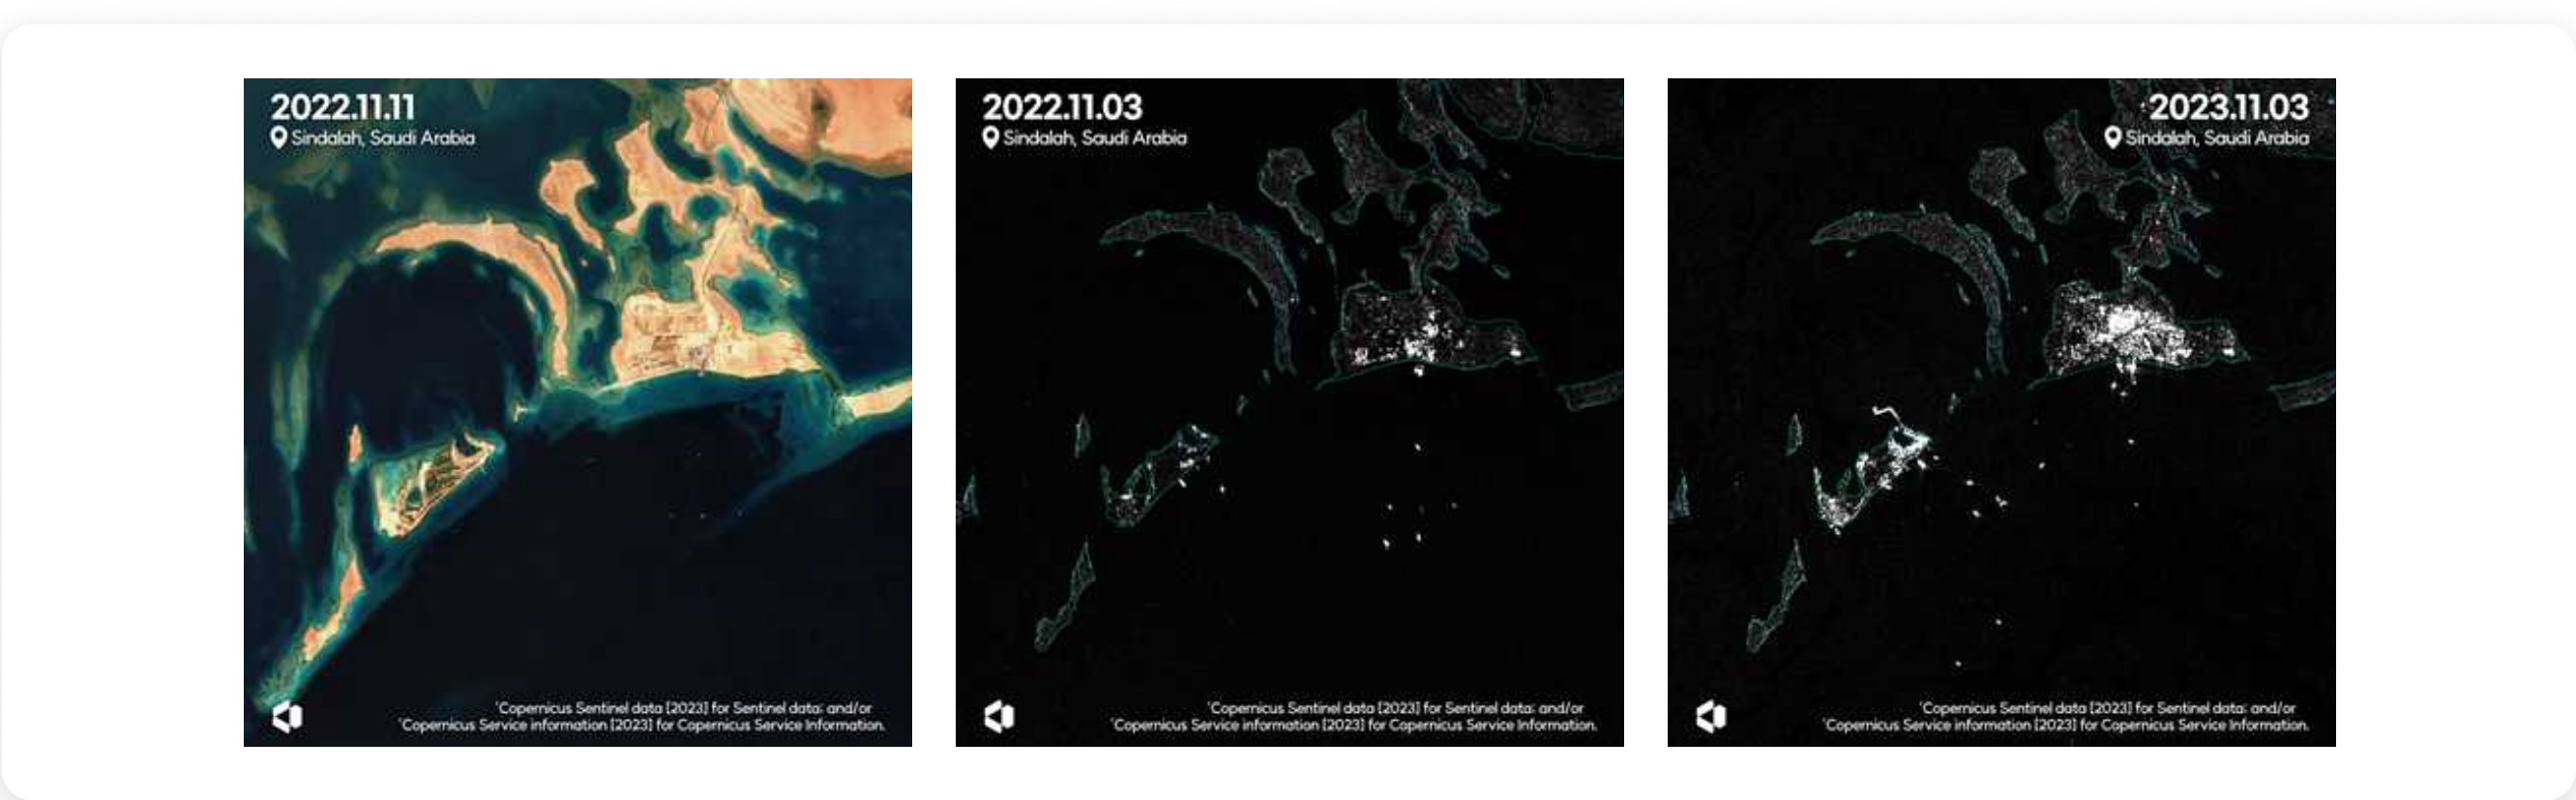 2022.11.11
Sindalah, Saudi Arabia
'Copernicus Sentinel data [2023] for Sentinel data; and/or
'Copernicus Service information [2023] for Copernicus Service Information.
2022.11.03
Sindalah, Saudi Arabia
'Copernicus Sentinel data [2023] for Sentinel data; and/or
'Copernicus Service information [2023] for Copernicus Service Information.
2023.11.03
Sindalah, Saudi Arabia
'Copernicus Sentinel data [2023] for Sentinel data; and/or
'Copernicus Service information [2023] for Copernicus Service Information.